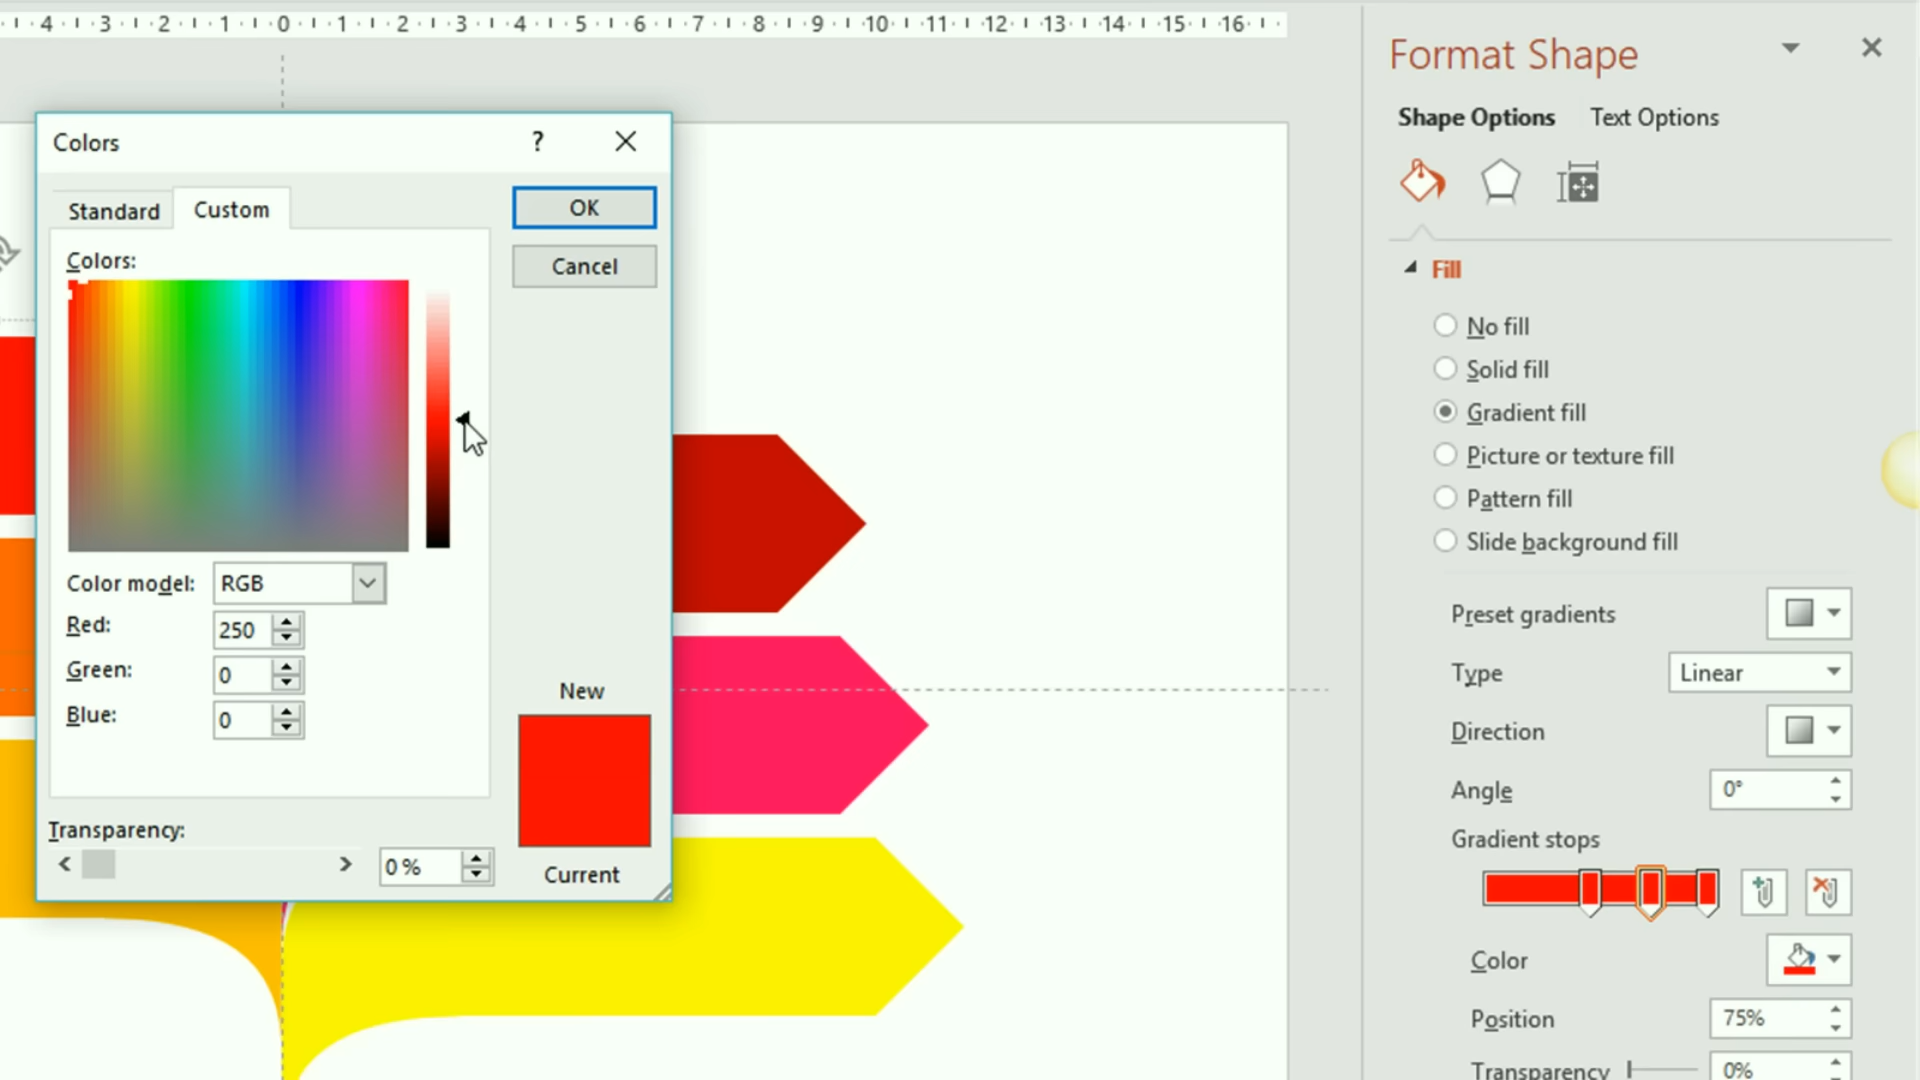 4 3 2 1 0 1 2 3 4 5 6 7 8 9 10 11 12 13 14 15 16
Format Shape
Shape Options Text Options
Colors ?
Standard Custom
OK
Cancel
Colors:
Color model: RGB
Red: 250
Green: 0
Blue: 0
New
Current
Transparency:
0 %
Fill
No fill
Solid fill
Gradient fill
Picture or texture fill
Pattern fill
Slide background fill
Preset gradients
Type Linear
Direction
Angle 0°
Gradient stops
Color
Position 75%
Transparency 0%